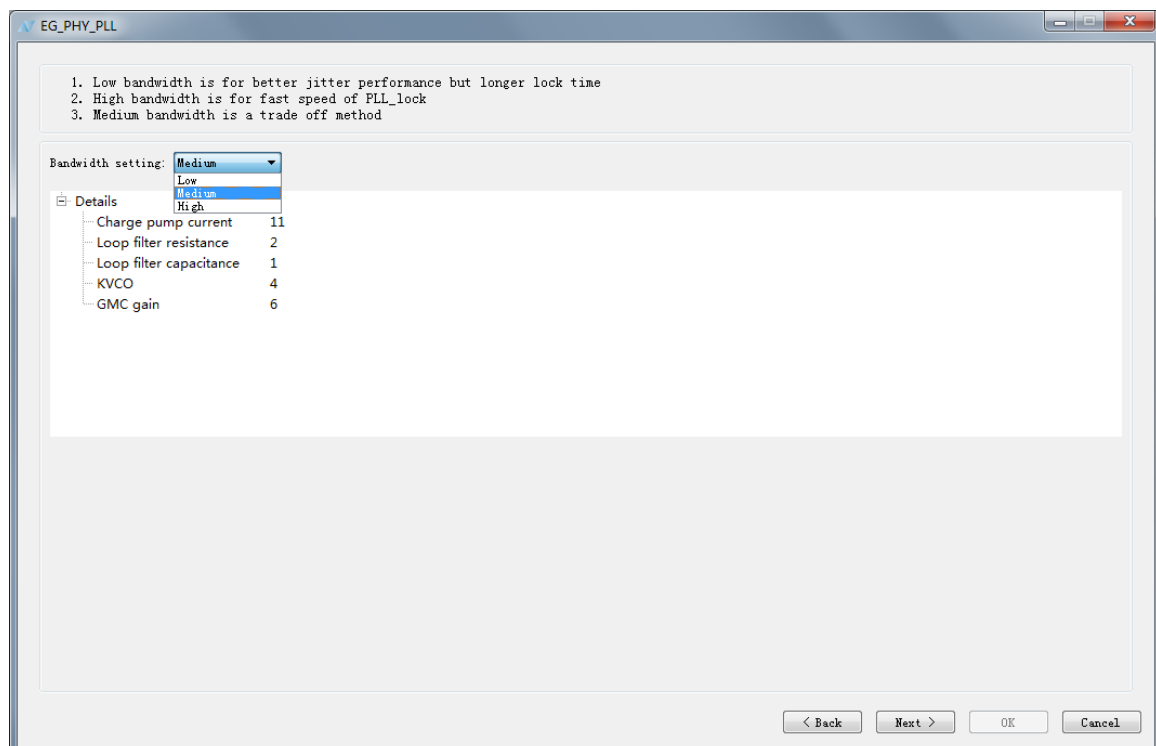 EG_PHY_PLL
1. Low bandwidth is for better jitter performance but longer lock time
2. High bandwidth is for fast speed of PLL_lock
3. Medium bandwidth is a trade off method
Bandwidth setting: Medium
Low
Medium
High
Details
Charge pump current 11
Loop filter resistance 2
Loop filter capacitance 1
KVCO 4
GMC gain 6
< Back Next > OK Cancel